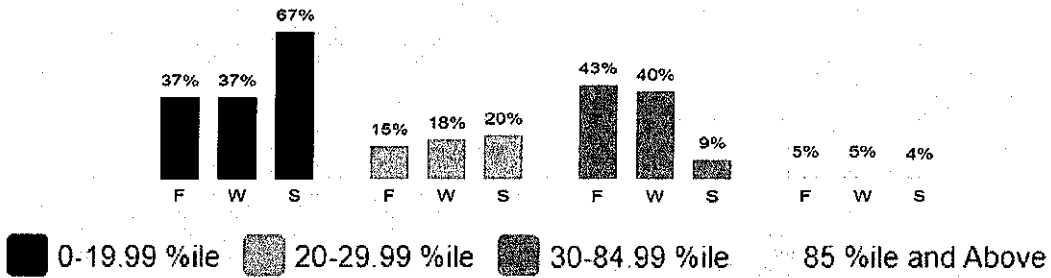 67%
43%
40%
37% 37%
20%
18%
15%
9%
5% 5% 4%
F W S F W S F W S F W S
0-19.99 %ile 20-29.99 %ile 30-84.99 %ile 85 %ile and Above